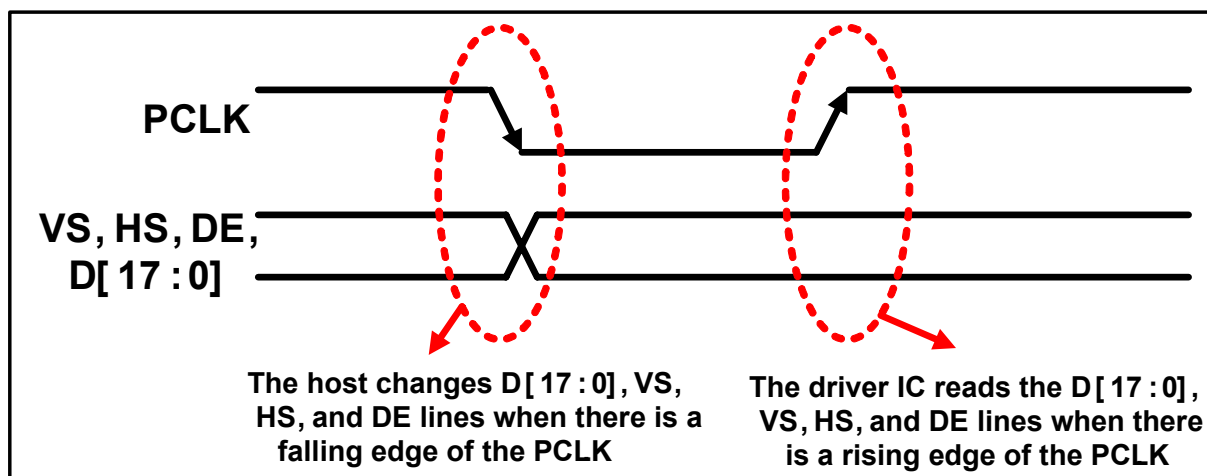 PCLK
VS, HS, DE,
D[17:0]
The host changes D[17:0], VS,
HS, and DE lines when there is a
falling edge of the PCLK
The driver IC reads the D[17:0],
VS, HS, and DE lines when there
is a rising edge of the PCLK